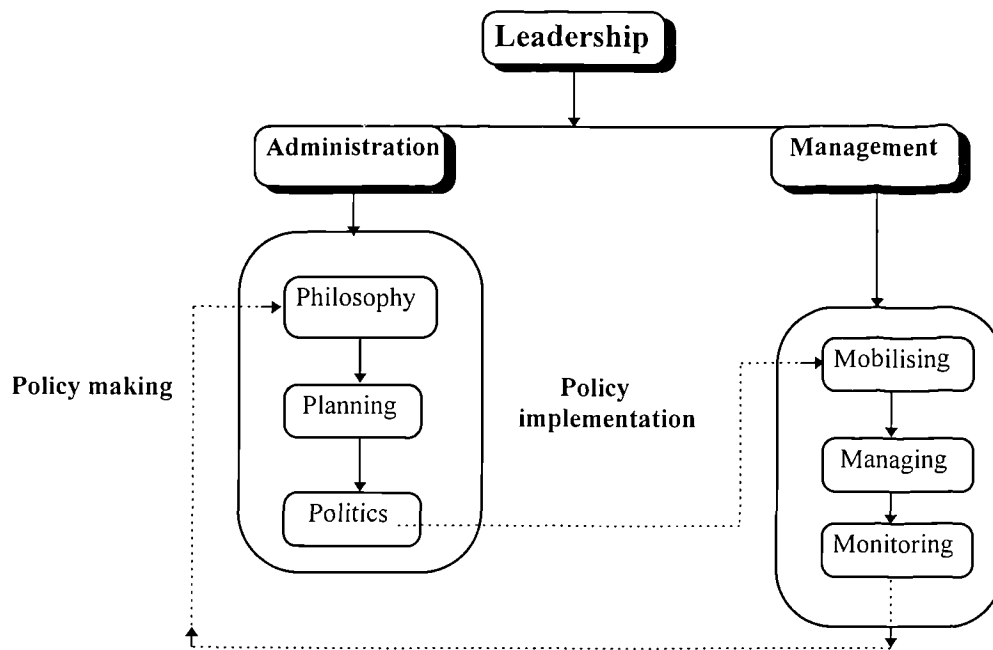 Leadership
Administration
Management
Philosophy
Mobilising
Policy making
Planning
Policy
implementation
Managing
Politics
Monitoring